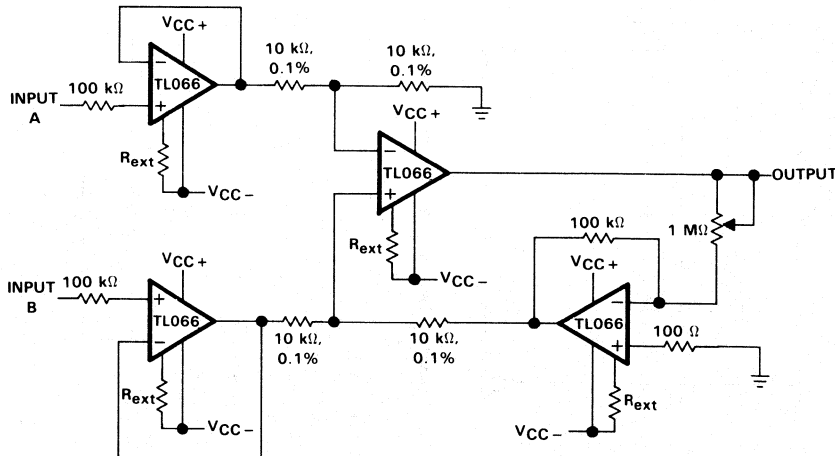 VCC+
10 kΩ,
0.1%
10 kΩ,
0.1%
−
TL066
+
INPUT
A
100 kΩ
Rext
VCC−
VCC+
−
TL066
+
Rext
VCC−
OUTPUT
1 MΩ
100 kΩ
VCC+
−
TL066
+
100 Ω
Rext
VCC−
INPUT
B
100 kΩ
VCC+
+
TL066
−
10 kΩ,
0.1%
10 kΩ,
0.1%
Rext
VCC−